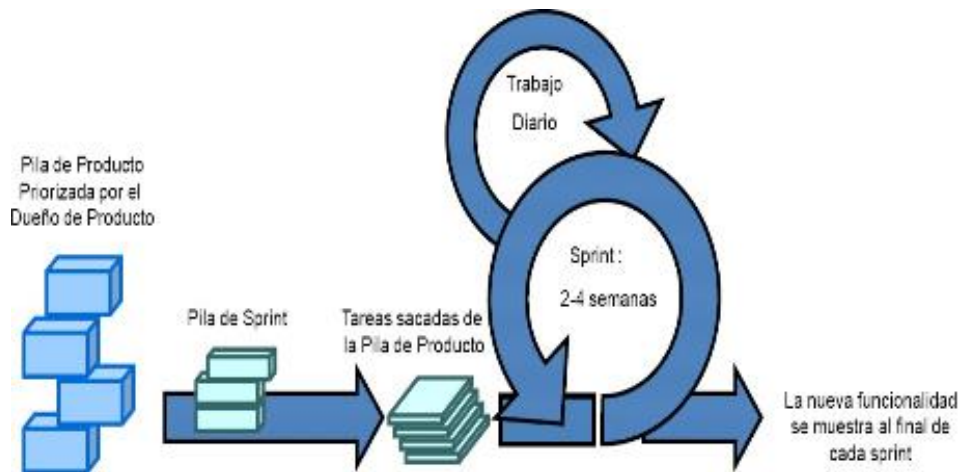 Pila de Producto
Priorizada por el
Dueño de Producto
Pila de Sprint
Tareas sacadas de
la Pila de Producto
Trabajo
Diario
Sprint :
2-4 semanas
La nueva funcionalidad
se muestra al final de
cada sprint